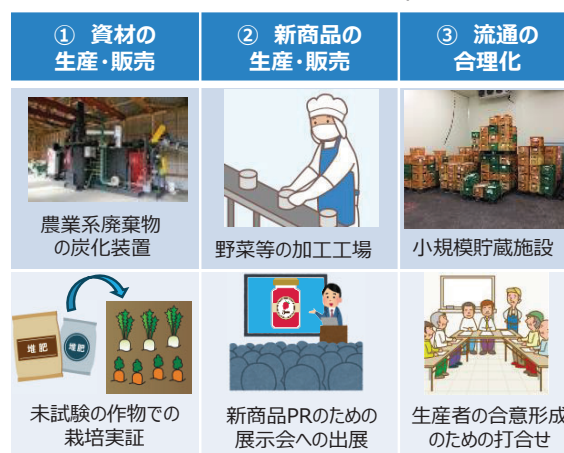 ① 資材の
生産・販売
② 新商品の
生産・販売
③ 流通の
合理化
農業系廃棄物
の炭化装置
野菜等の加工工場
小規模貯蔵施設
堆肥
堆肥
未試験の作物での
栽培実証
新商品PRのための
展示会への出展
生産者の合意形成
のための打合せ